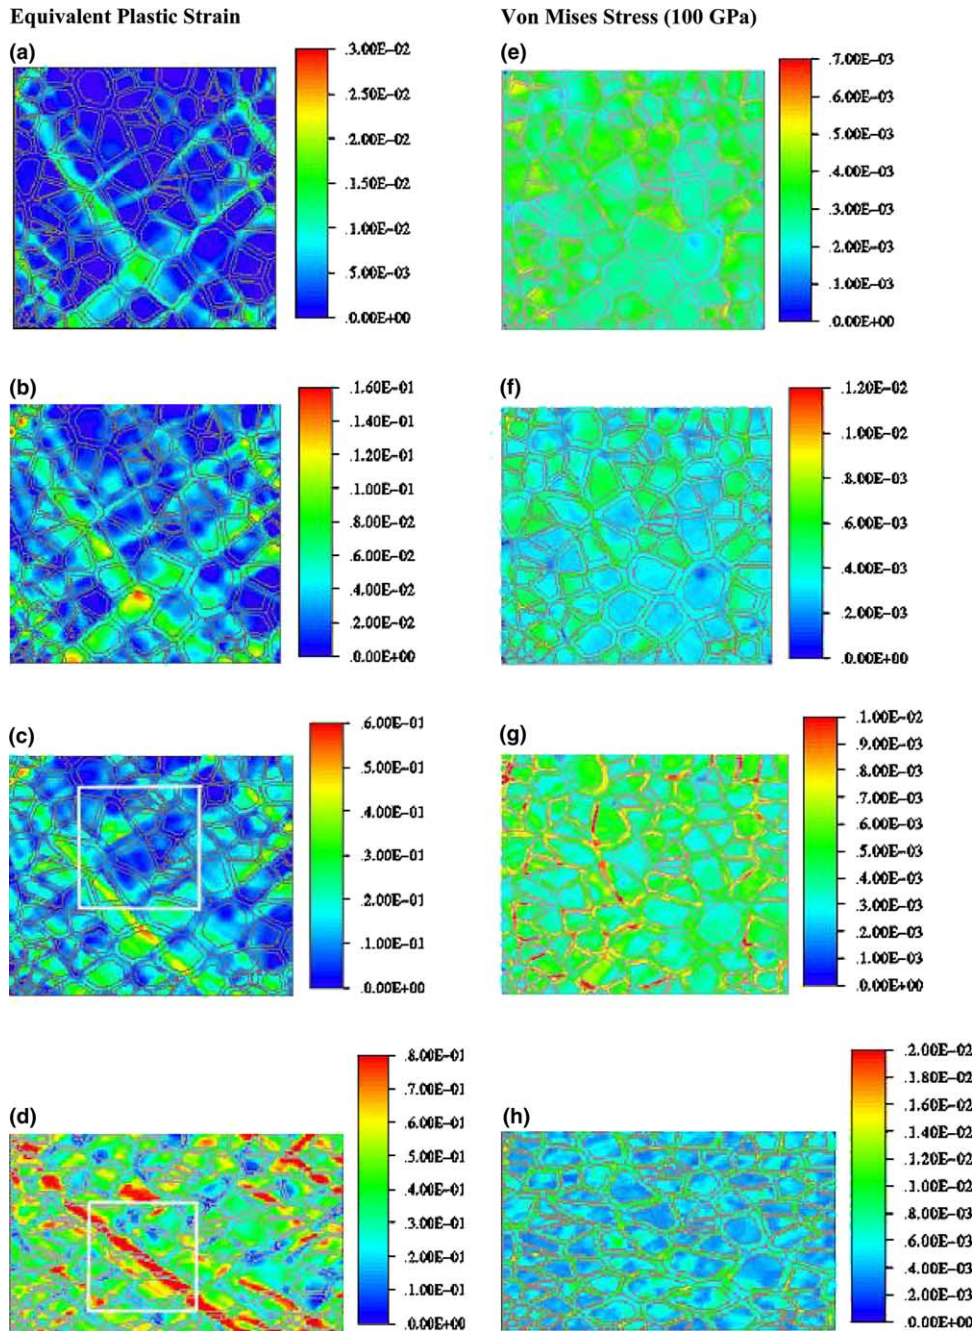 Equivalent Plastic Strain
Von Mises Stress (100 GPa)
(a)
.3.00E-02
.2.50E-02
.2.00E-02
.1.50E-02
.1.00E-02
.5.00E-03
.0.00E+00
(e)
.7.00E-03
.6.00E-03
.5.00E-03
.4.00E-03
.3.00E-03
.2.00E-03
.1.00E-03
.0.00E+00
(b)
.1.60E-01
.1.20E-01
.1.00E-01
.8.00E-02
.6.00E-02
.4.00E-02
.2.00E-02
.0.00E+00
(f)
.1.20E-02
.1.00E-02
.8.00E-03
.6.00E-03
.4.00E-03
.2.00E-03
.0.00E+00
(c)
.6.00E-01
.5.00E-01
.4.00E-01
.3.00E-01
.2.00E-01
.1.00E-01
.0.00E+00
(g)
.1.00E-02
.9.00E-03
.8.00E-03
.7.00E-03
.6.00E-03
.5.00E-03
.4.00E-03
.3.00E-03
.2.00E-03
.1.00E-03
.0.00E+00
(d)
.8.00E-01
.7.00E-01
.6.00E-01
.5.00E-01
.4.00E-01
.3.00E-01
.2.00E-01
.1.00E-01
.0.00E+00
(h)
.2.00E-02
.1.80E-02
.1.60E-02
.1.40E-02
.1.20E-02
.1.00E-02
.8.00E-03
.6.00E-03
.4.00E-03
.2.00E-03
.0.00E+00